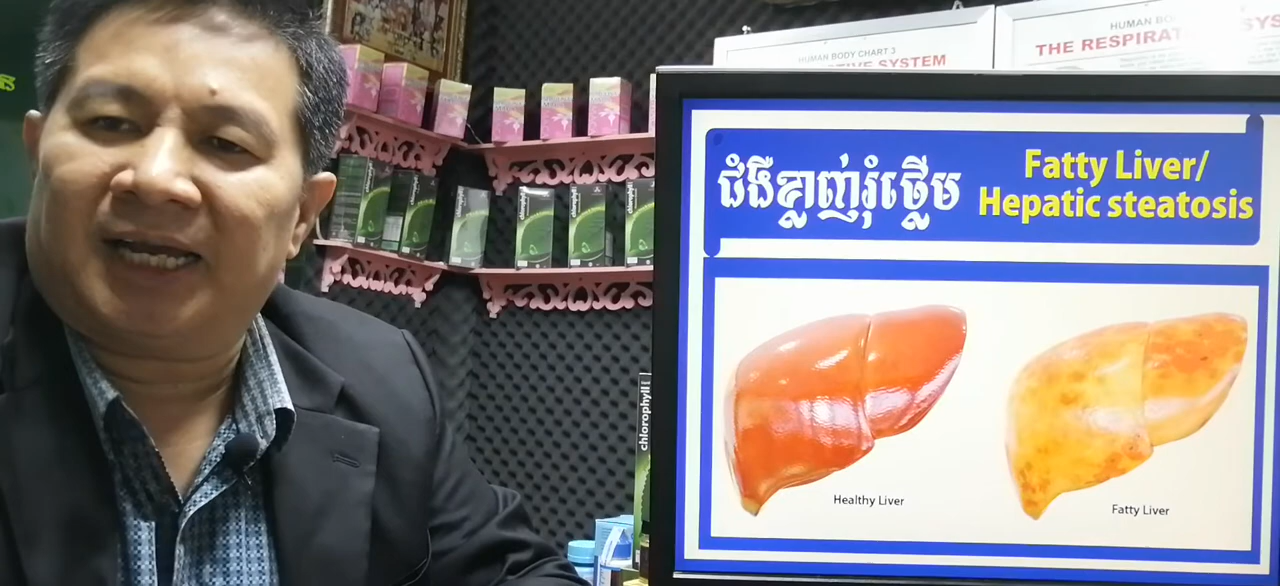 HUMAN BODY CHART 3
SYSTEM
THE RESPIRAT
ជំងឺខ្លាញ់រុំថ្លើម
Fatty Liver/
Hepatic steatosis
Healthy Liver
Fatty Liver
chlorophyll